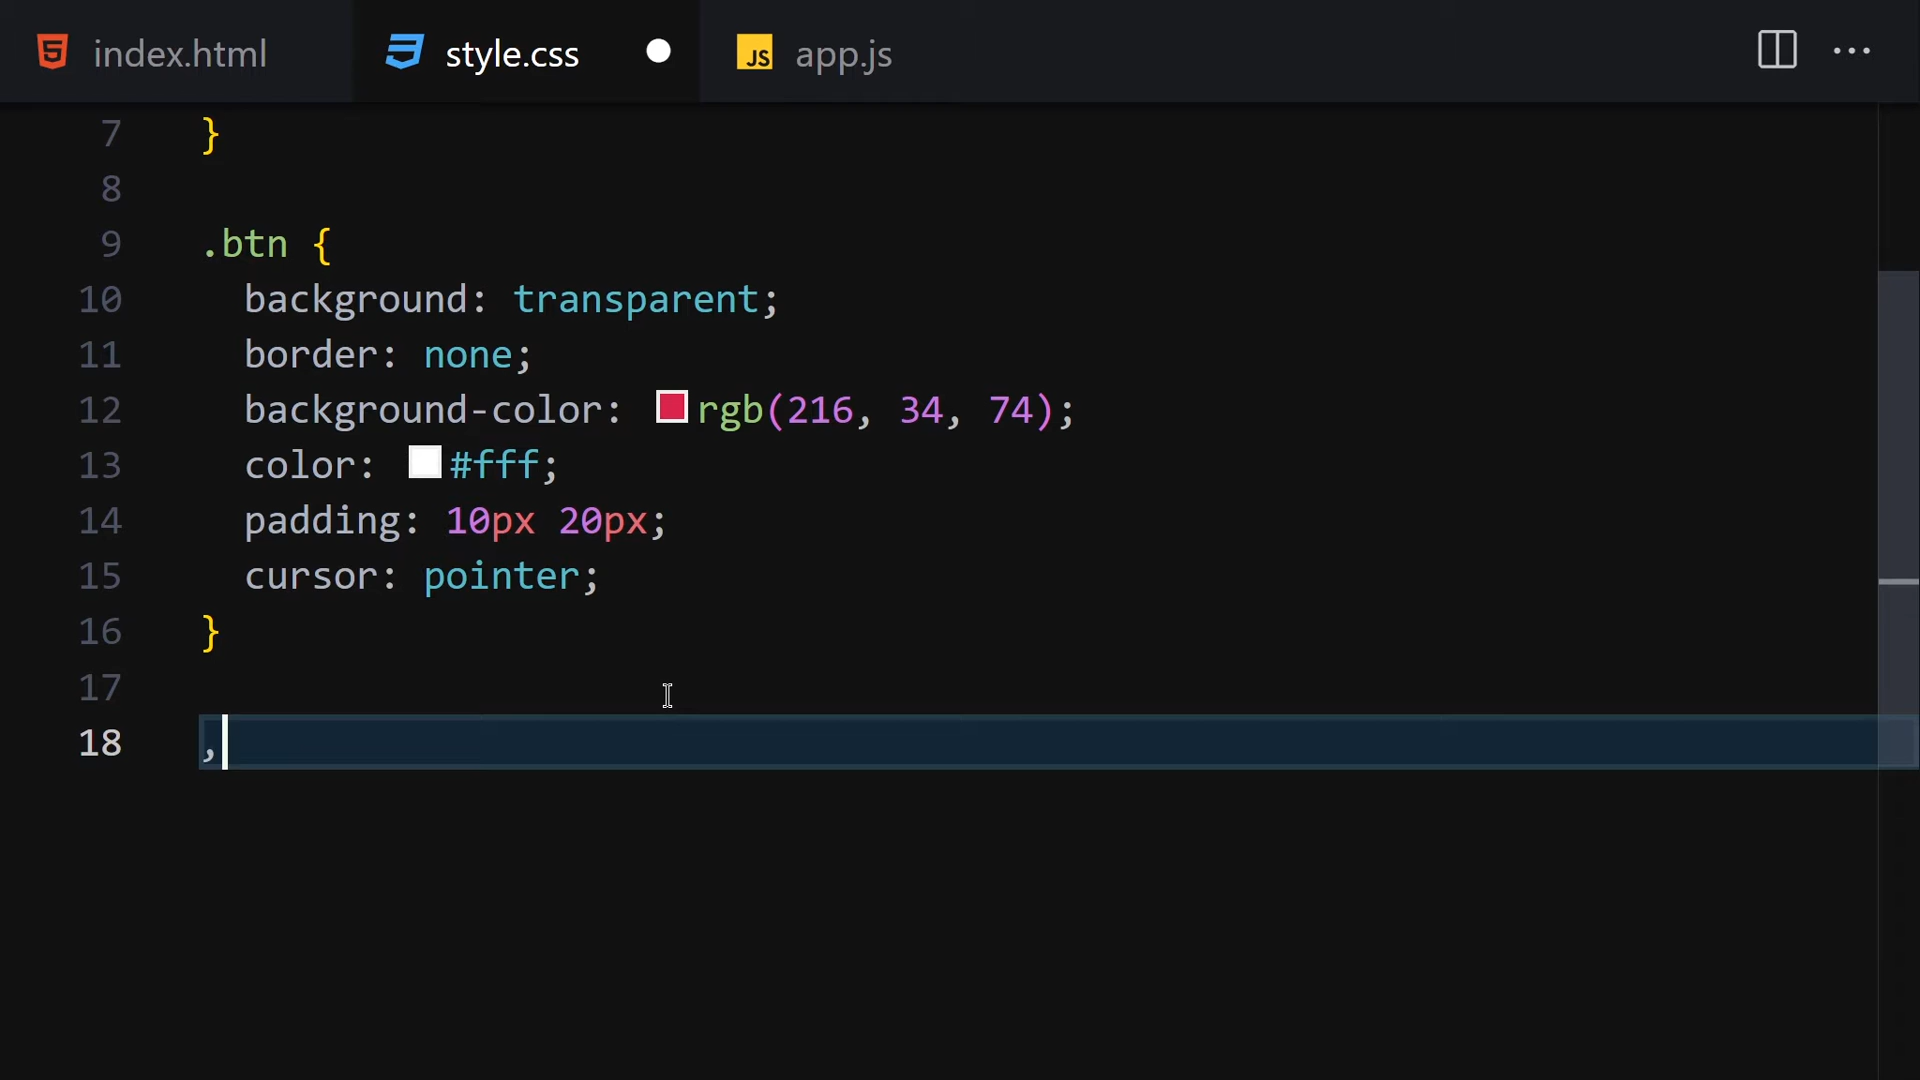 index.html style.css JS app.js
7 }
8
9 .btn {
10 background: transparent;
11 border: none;
12 background-color: rgb(216, 34, 74);
13 color: #fff;
14 padding: 10px 20px;
15 cursor: pointer;
16 }
17
18 ,